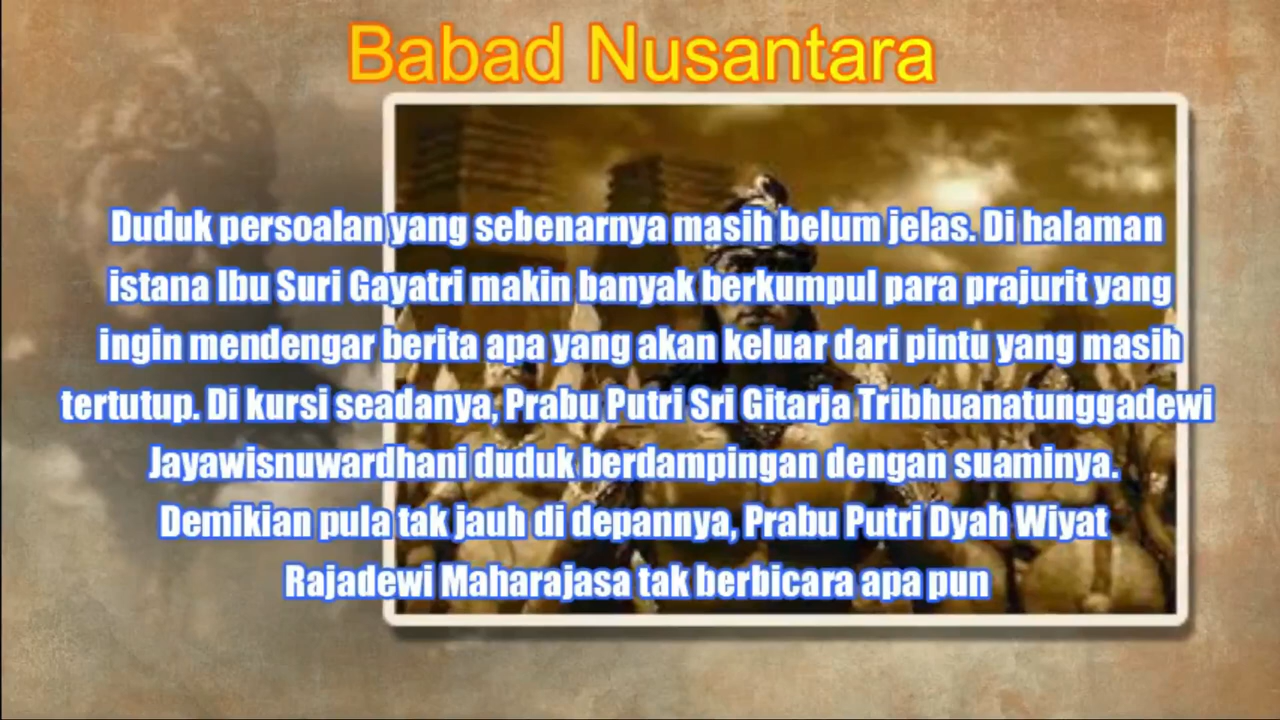 Babad Nusantara
Duduk persoalan yang sebenarnya masih belum jelas. Di halaman
istana Ibu Suri Gayatri makin banyak berkumpul para prajurit yang
ingin mendengar berita apa yang akan keluar dari pintu yang masih
tertutup. Di kursi seadanya, Prabu Putri Sri Gitarja Tribhuanatunggadewi
Jayawisnuwardhani duduk berdampingan dengan suaminya.
Demikian pula tak jauh di depannya, Prabu Putri Dyah Wiyat
Rajadewi Maharajasa tak berbicara apa pun